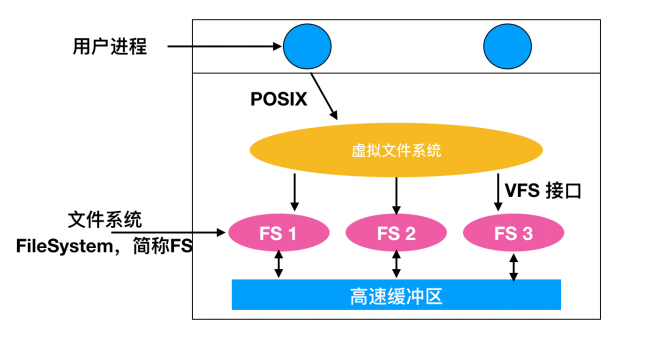 用户进程
POSIX
虚拟文件系统
VFS 接口
文件系统
FileSystem，简称FS
FS 1
FS 2
FS 3
高速缓冲区